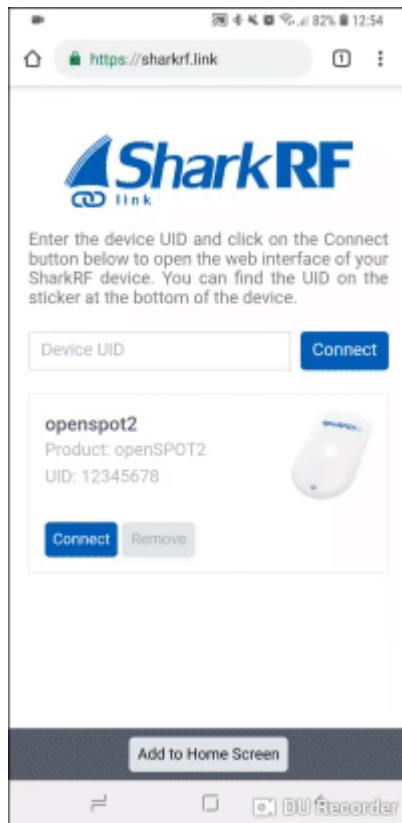 82% 12:54
https://sharkrf.link
1
SharkRF
link
Enter the device UID and click on the Connect
button below to open the web interface of your
SharkRF device. You can find the UID on the
sticker at the bottom of the device.
Device UID
Connect
openspot2
Product: openSPOT2
UID: 12345678
Connect Remove
Add to Home Screen
DU Recorder